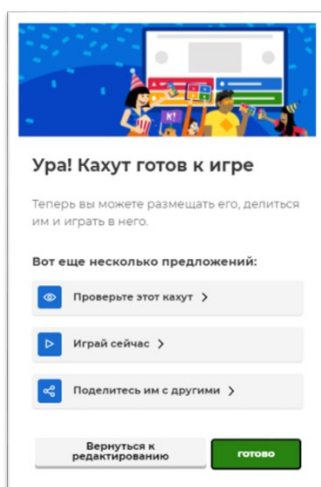 K!
Ура! Кахут готов к игре
Теперь вы можете размещать его, делиться
им и играть в него.
Вот еще несколько предложений:
Проверьте этот кахут
Играй сейчас
Поделитесь им с другими
Вернуться к
редактированию
готово